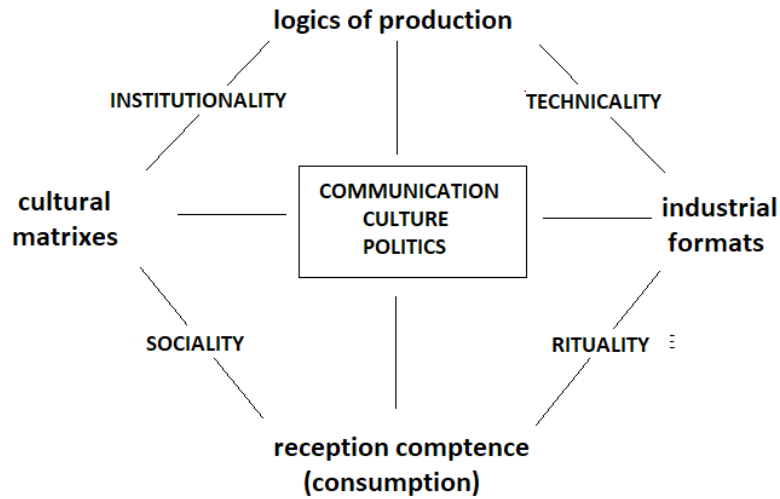 logics of production
INSTITUTIONALITY
TECHNICALITY
cultural
matrixes
COMMUNICATION
CULTURE
POLITICS
industrial
formats
SOCIALITY
RITUALITY E
reception comptence
(consumption)